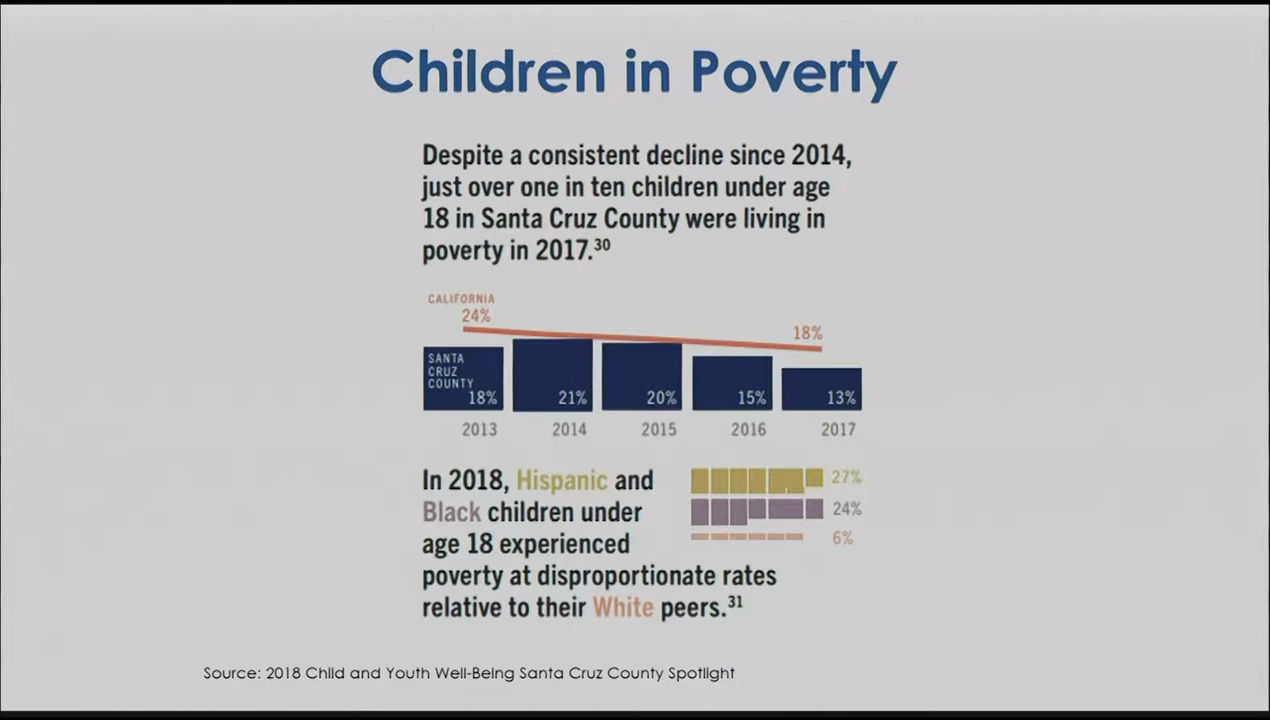 Children in Poverty
Despite a consistent decline since 2014,
just over one in ten children under age
18 in Santa Cruz County were living in
poverty in 2017.30
CALIFORNIA
24%
18%
SANTA
CRUZ
COUNTY
18%
21%
20%
15%
13%
2013
2014
2015
2016
2017
In 2018, Hispanic and
Black children under
age 18 experienced
poverty at disproportionate rates
relative to their White peers.31
27%
24%
6%
Source: 2018 Child and Youth Well-Being Santa Cruz County Spotlight